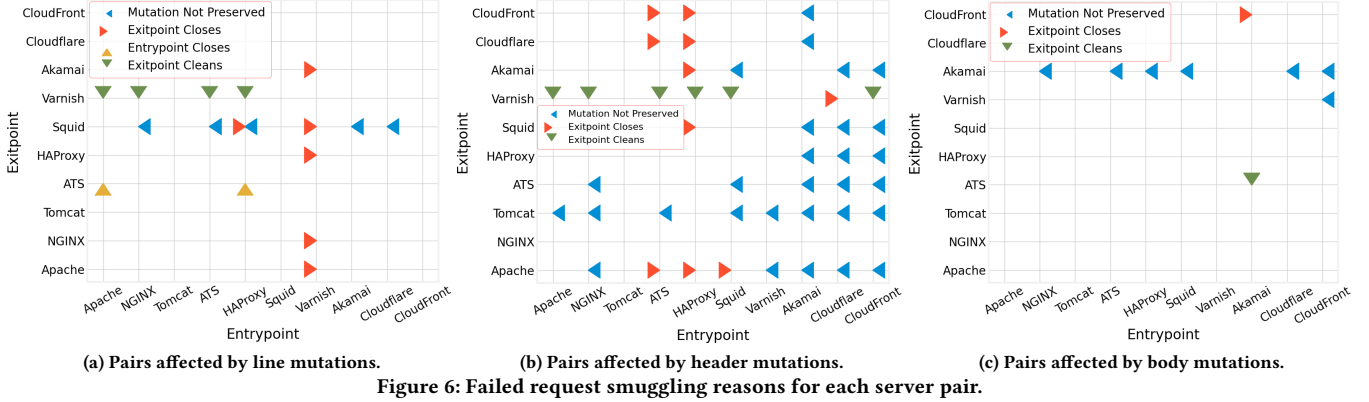 CloudFront
Cloudflare
Akamai
Varnish
Squid
HAProxy
ATS
Tomcat
NGINX
Apache
Exitpoint
Mutation Not Preserved
Exitpoint Closes
Entrypoint Closes
Exitpoint Cleans
Apache NGINX Tomcat ATS HAProxy Squid Varnish Akamai Cloudflare CloudFront
Entrypoint
(a) Pairs affected by line mutations.
CloudFront
Cloudflare
Akamai
Varnish
Squid
HAProxy
ATS
Tomcat
NGINX
Apache
Exitpoint
Mutation Not Preserved
Exitpoint Closes
Exitpoint Cleans
Apache NGINX Tomcat ATS HAProxy Squid Varnish Akamai Cloudflare CloudFront
Entrypoint
(b) Pairs affected by header mutations.
CloudFront
Cloudflare
Akamai
Varnish
Squid
HAProxy
ATS
Tomcat
NGINX
Apache
Exitpoint
Mutation Not Preserved
Exitpoint Closes
Exitpoint Cleans
Apache NGINX Tomcat ATS HAProxy Squid Varnish Akamai Cloudflare CloudFront
Entrypoint
(c) Pairs affected by body mutations.
Figure 6: Failed request smuggling reasons for each server pair.